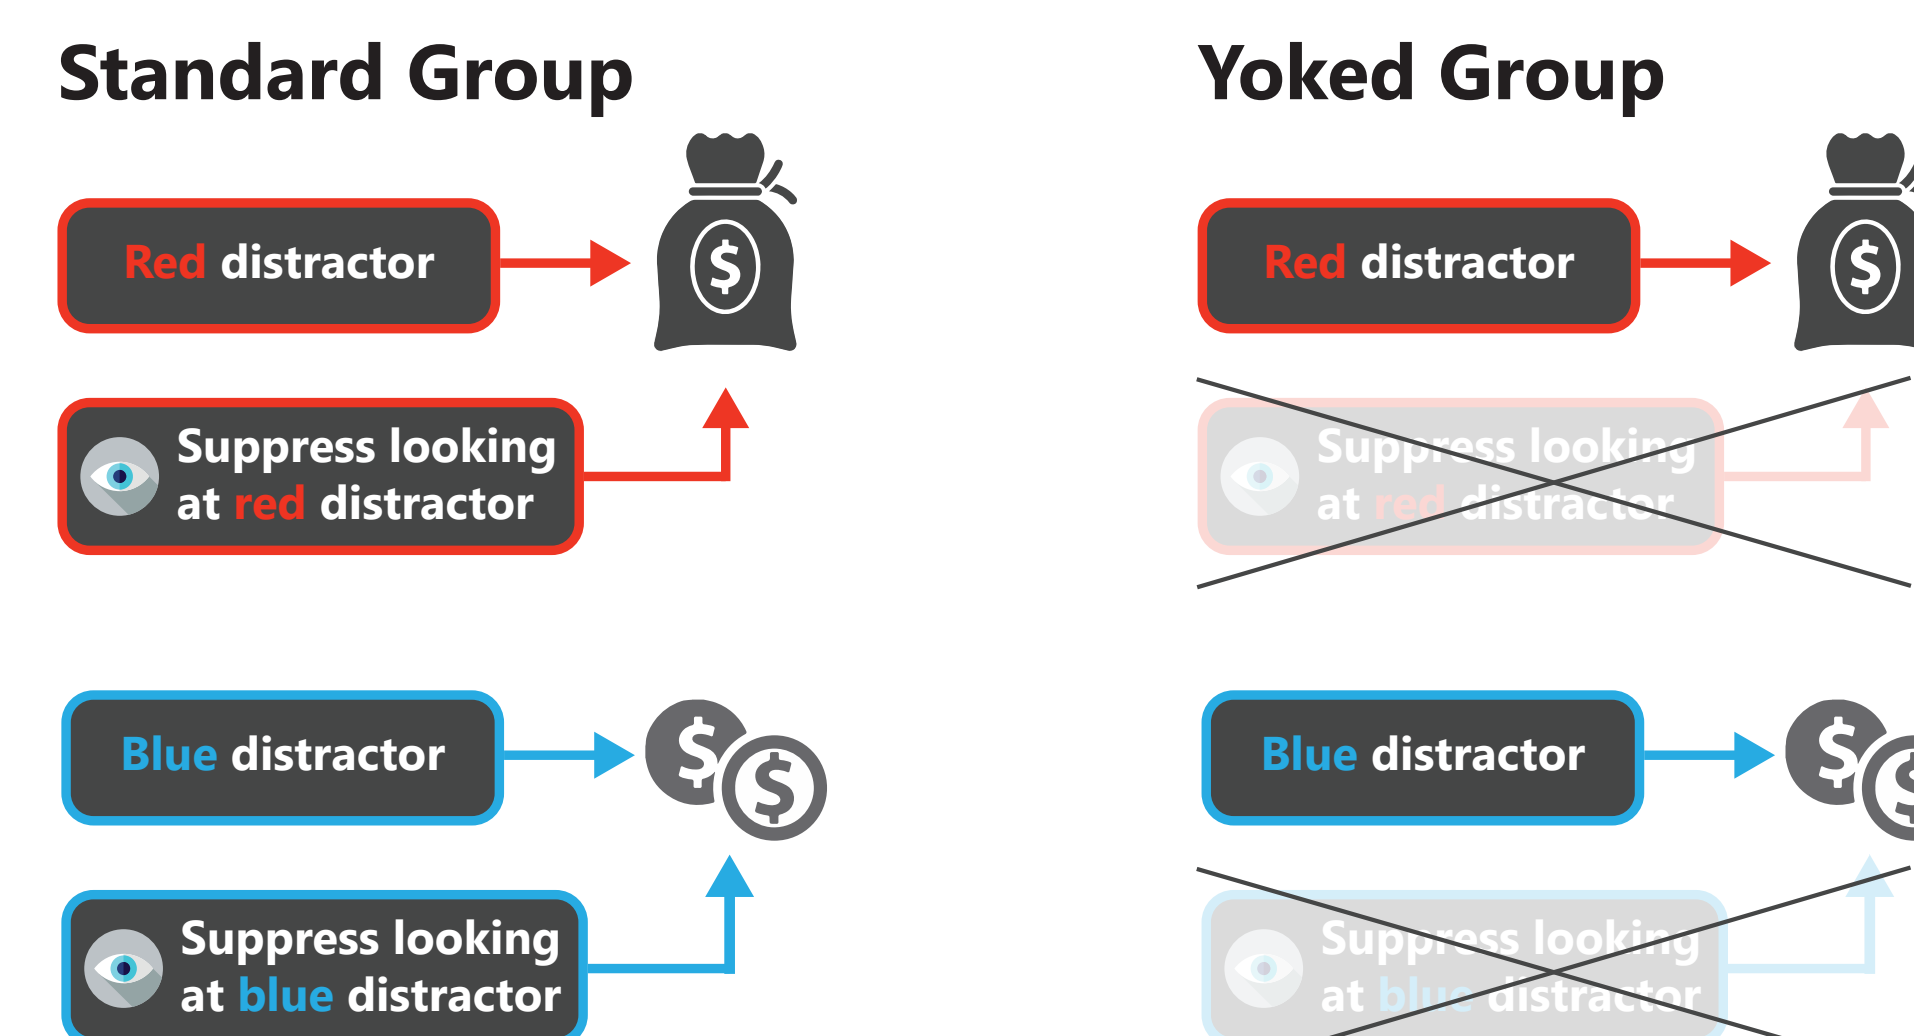 Standard Group
Red distractor
$
Suppress looking
at red distractor
Blue distractor
$
$
Suppress looking
at blue distractor
Yoked Group
Red distractor
$
Suppress looking
at red distractor
Blue distractor
$
$
Suppress looking
at blue distractor